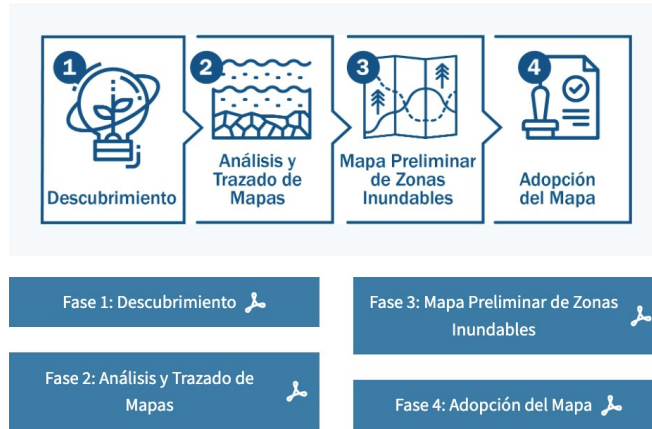 1
Descubrimiento
2
Análisis y
Trazado de
Mapas
3
Mapa Preliminar
de Zonas
Inundables
4
Adopción
del Mapa
Fase 1: Descubrimiento
Fase 2: Análisis y Trazado de
Mapas
Fase 3: Mapa Preliminar de Zonas
Inundables
Fase 4: Adopción del Mapa